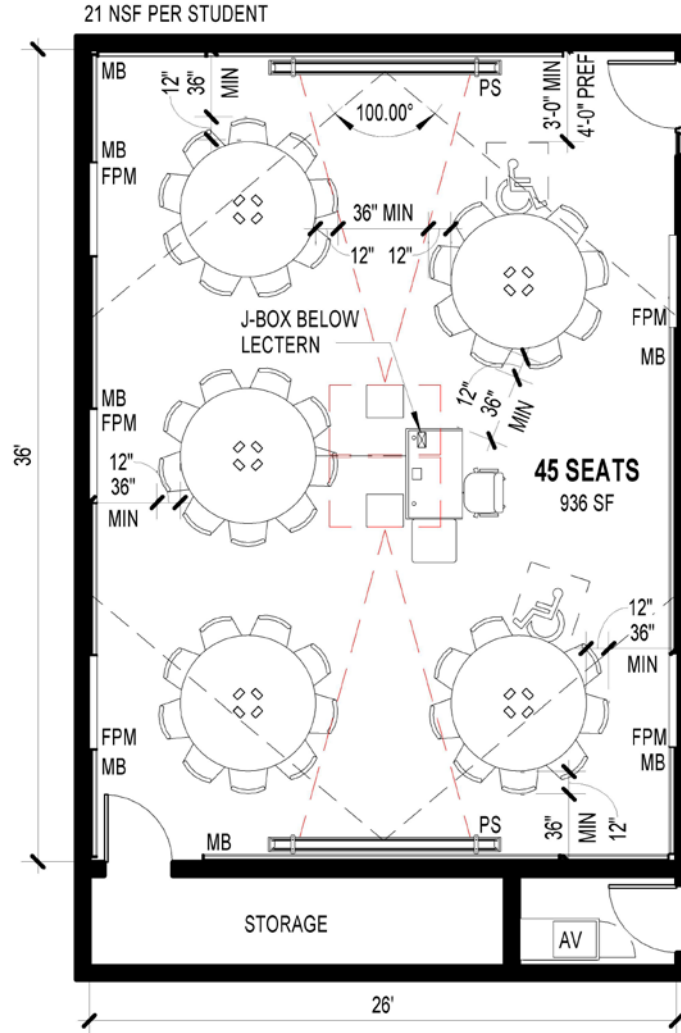 21 NSF PER STUDENT
MB
12"
36"
MIN
PS
3'-0" MIN
4'-0" PREF
100.00°
MB
FPM
36" MIN
12"
12"
J-BOX BELOW
LECTERN
FPM
MB
12"
36"
MIN
MB
FPM
36'
12"
36"
MIN
45 SEATS
936 SF
12"
36"
MIN
FPM
MB
FPM
MB
MB
PS
36"
MIN
12"
STORAGE
AV
26'